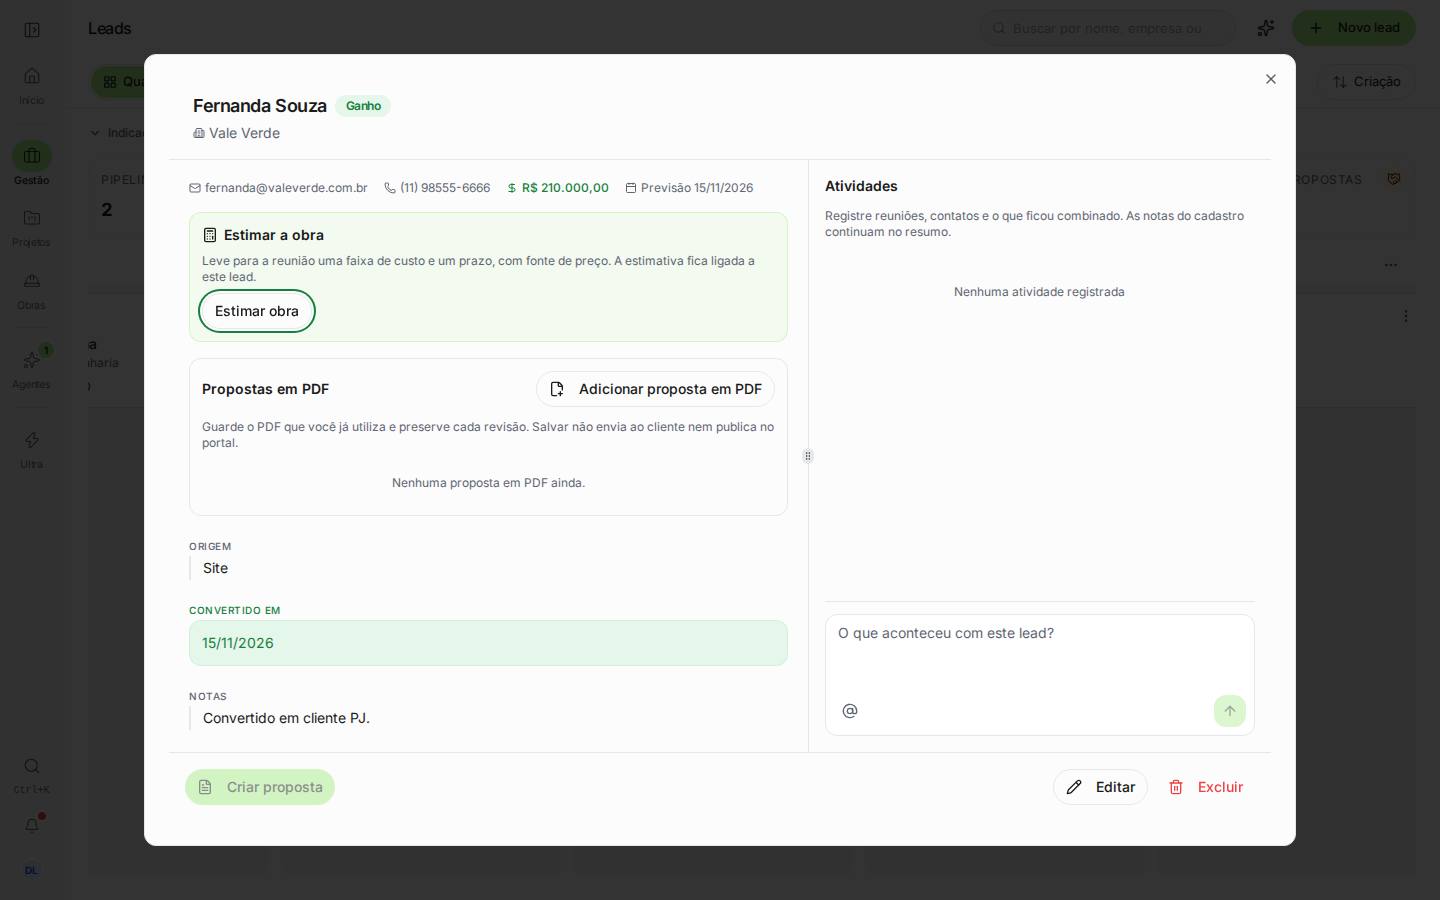 Leads
Buscar por nome, empresa ou
Novo lead
Início
Gestão
Projetos
Obras
1
Agentes
Ultra
Ctrl+K
DL
Criação
2
Fernanda Souza
Ganho
Vale Verde
fernanda@valeverde.com.br
(11) 98555-6666
R$ 210.000,00
Previsão 15/11/2026
Estimar a obra
Leve para a reunião uma faixa de custo e um prazo, com fonte de preço. A estimativa fica ligada a
este lead.
Estimar obra
Propostas em PDF
Adicionar proposta em PDF
Guarde o PDF que você já utiliza e preserve cada revisão. Salvar não envia ao cliente nem publica no
portal.
Nenhuma proposta em PDF ainda.
ORIGEM
Site
CONVERTIDO EM
15/11/2026
NOTAS
Convertido em cliente PJ.
Atividades
Registre reuniões, contatos e o que ficou combinado. As notas do cadastro
continuam no resumo.
Nenhuma atividade registrada
O que aconteceu com este lead?
Criar proposta
Editar
Excluir